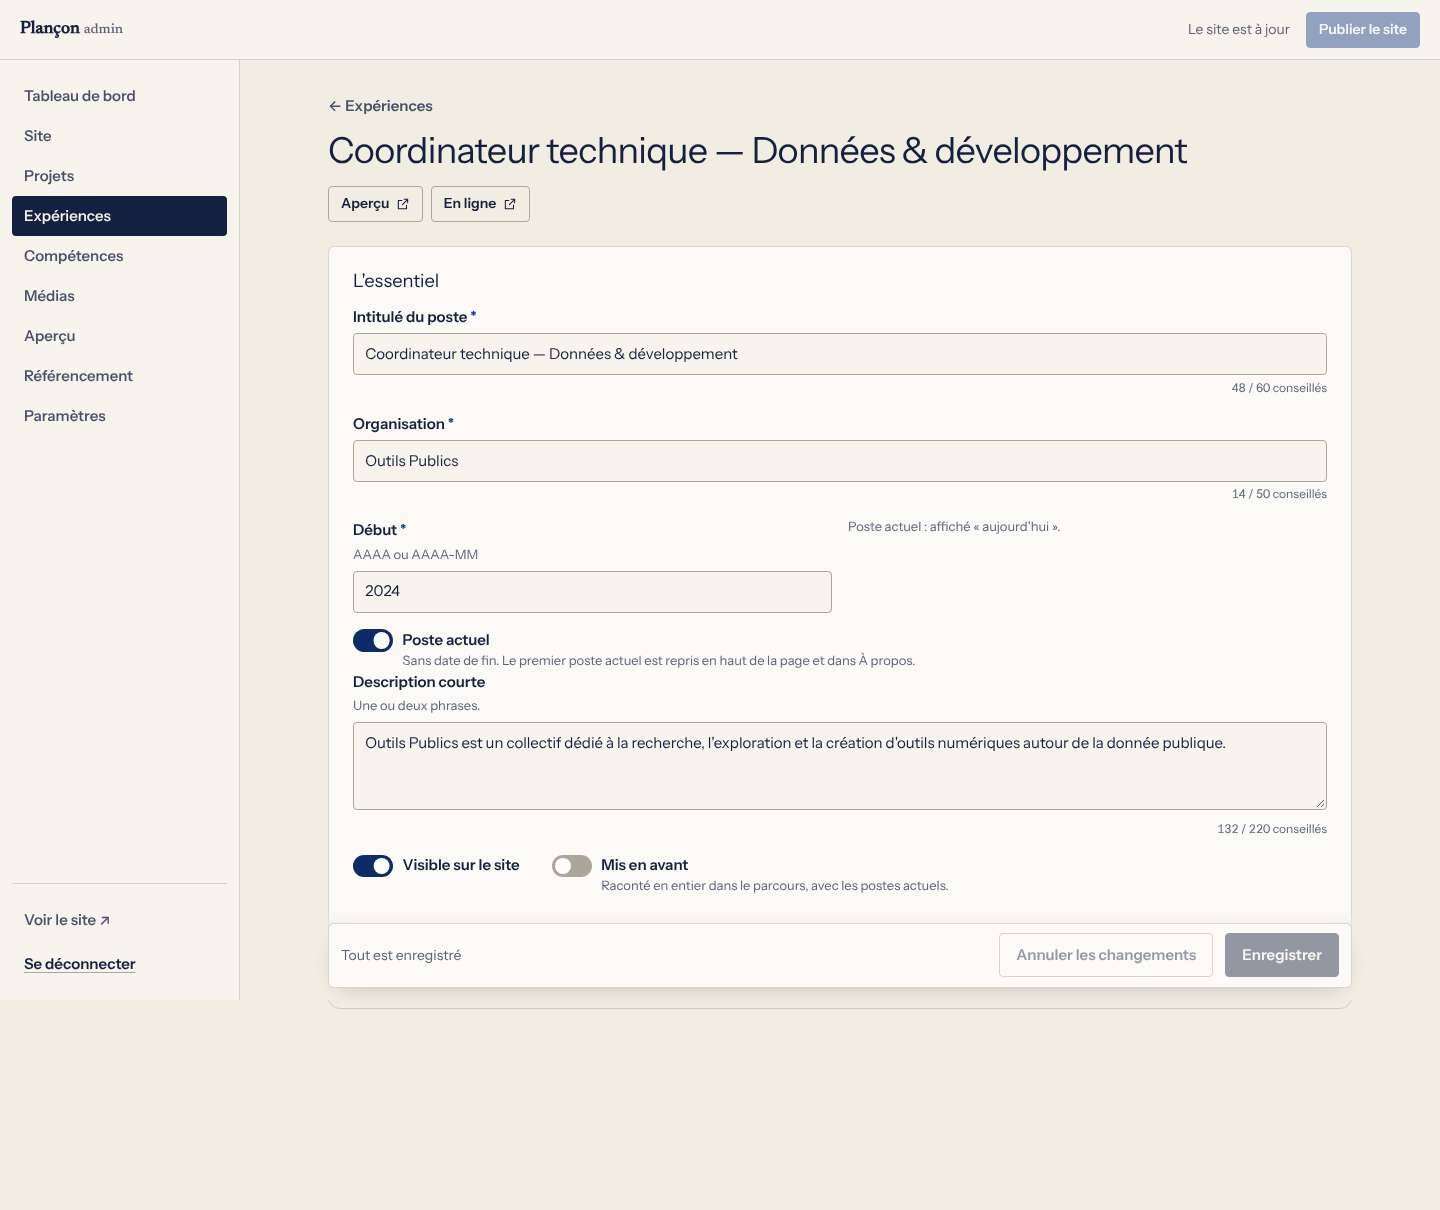 Plançon admin
Le site est à jour
Publier le site
Tableau de bord
Site
Projets
Expériences
Compétences
Médias
Aperçu
Référencement
Paramètres
Voir le site ↗
Se déconnecter
← Expériences
Coordinateur technique — Données & développement
Aperçu
En ligne
L'essentiel
Intitulé du poste *
Coordinateur technique — Données & développement
48 / 60 conseillés
Organisation *
Outils Publics
14 / 50 conseillés
Début *
AAAA ou AAAA-MM
2024
Poste actuel : affiché « aujourd'hui ».
Poste actuel
Sans date de fin. Le premier poste actuel est repris en haut de la page et dans À propos.
Description courte
Une ou deux phrases.
Outils Publics est un collectif dédié à la recherche, l'exploration et la création d'outils numériques autour de la donnée publique.
132 / 220 conseillés
Visible sur le site
Mis en avant
Raconté en entier dans le parcours, avec les postes actuels.
Tout est enregistré
Annuler les changements
Enregistrer